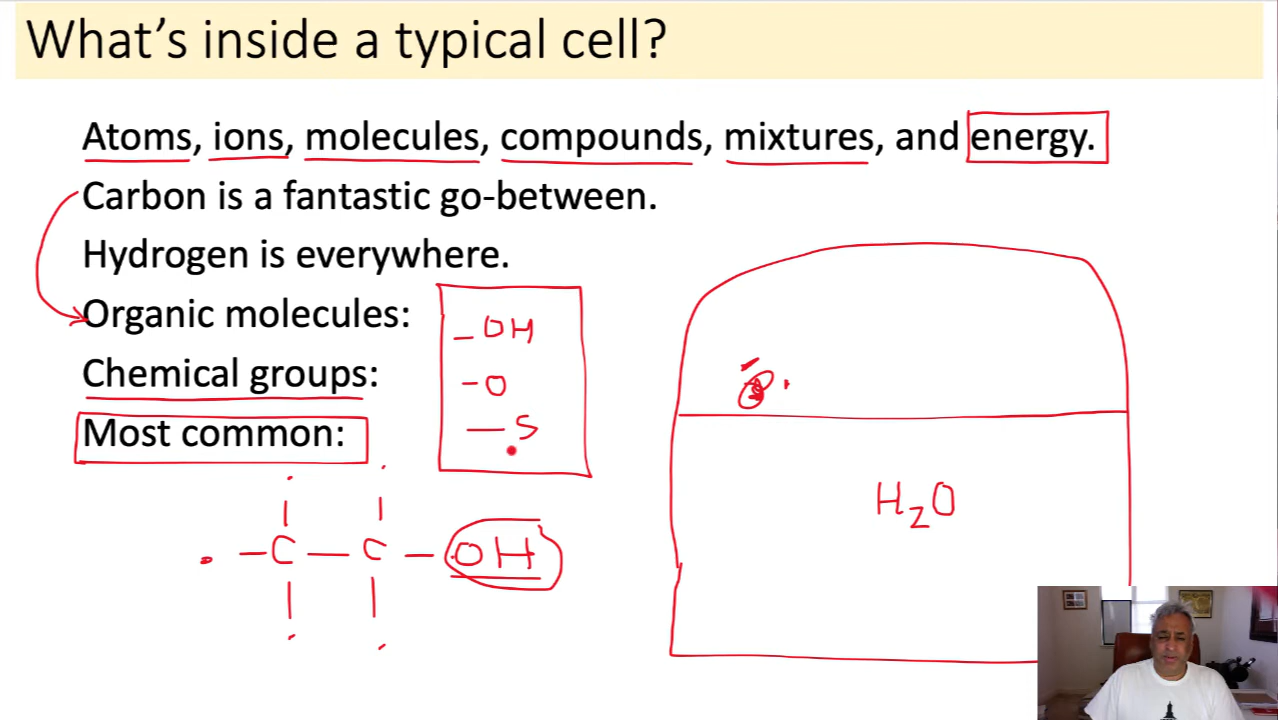 What's inside a typical cell?
Atoms, ions, molecules, compounds, mixtures, and energy.
Carbon is a fantastic go-between.
Hydrogen is everywhere.
Organic molecules:
Chemical groups:
Most common:
–OH
–O
–S
–C–C–OH
H2O